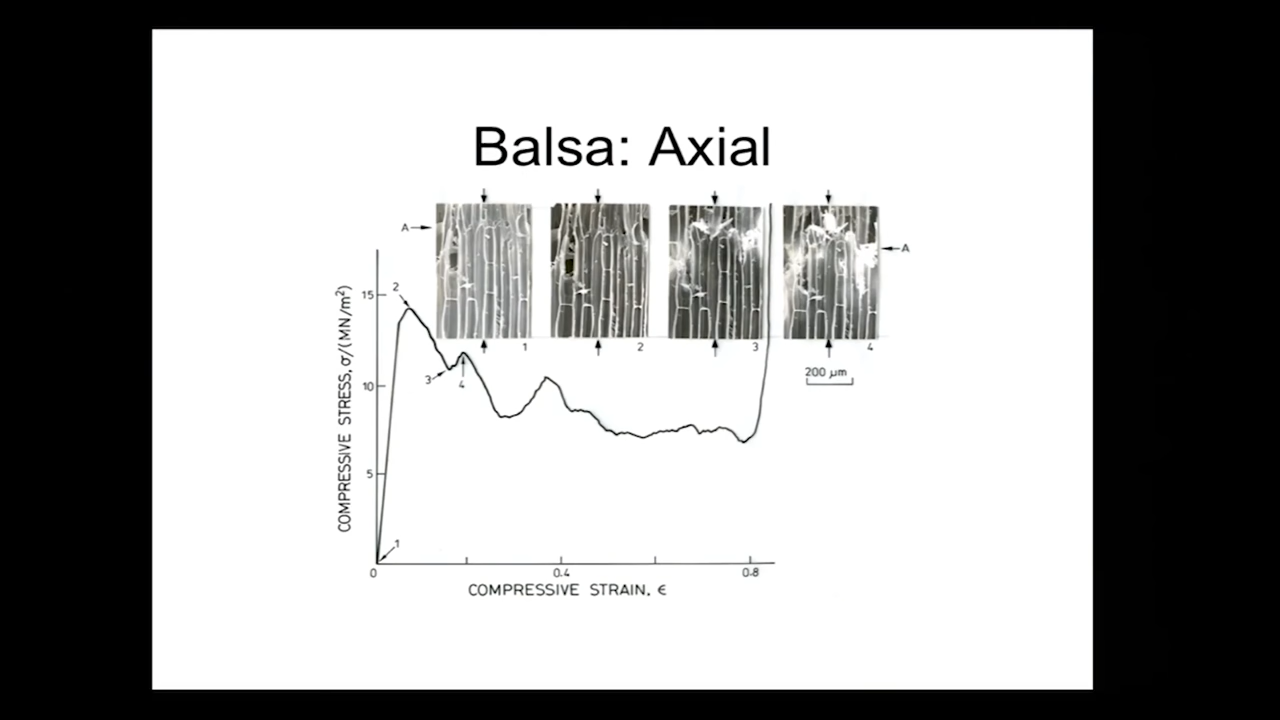 Balsa: Axial
A
A
1
2
3
4
200 µm
COMPRESSIVE STRESS, σ/(MN/m²)
15
10
5
2
3
4
1
0
0.4
0.8
COMPRESSIVE STRAIN, ϵ